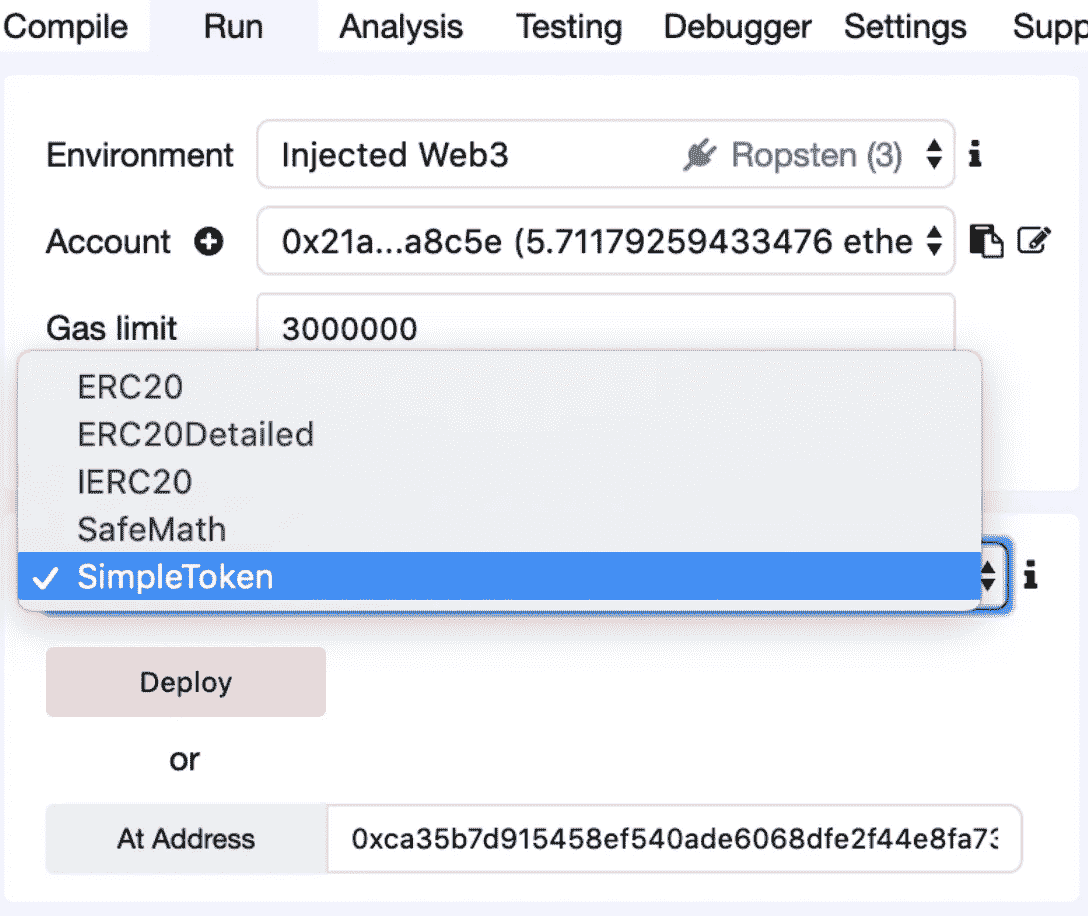 Compile Run Analysis Testing Debugger Settings Supp
Environment Injected Web3 Ropsten (3)
Account 0x21a...a8c5e (5.71179259433476 ethe
Gas limit 3000000
ERC20
ERC20Detailed
IERC20
SafeMath
SimpleToken
Deploy
or
At Address 0xca35b7d915458ef540ade6068dfe2f44e8fa73